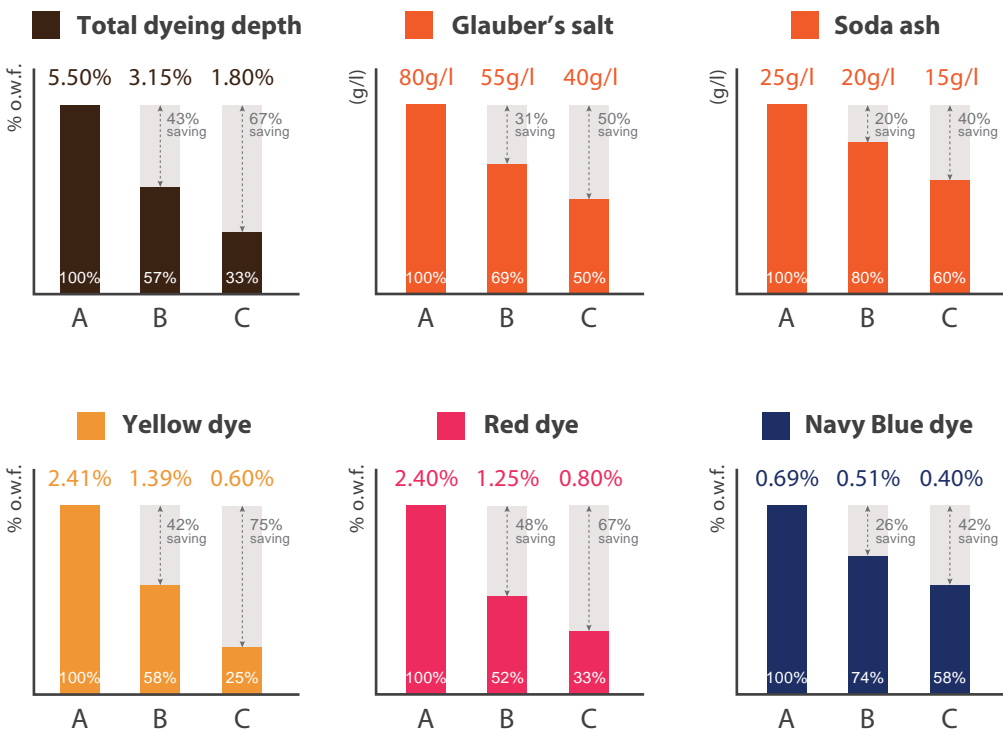 Total dyeing depth
% o.w.f.
5.50% 3.15% 1.80%
43%
saving
67%
saving
100% 57% 33%
A B C
Glauber's salt
(g/l)
80g/l 55g/l 40g/l
31%
saving
50%
saving
100% 69% 50%
A B C
Soda ash
(g/l)
25g/l 20g/l 15g/l
20%
saving
40%
saving
100% 80% 60%
A B C
Yellow dye
% o.w.f.
2.41% 1.39% 0.60%
42%
saving
75%
saving
100% 58% 25%
A B C
Red dye
% o.w.f.
2.40% 1.25% 0.80%
48%
saving
67%
saving
100% 52% 33%
A B C
Navy Blue dye
% o.w.f.
0.69% 0.51% 0.40%
26%
saving
42%
saving
100% 74% 58%
A B C